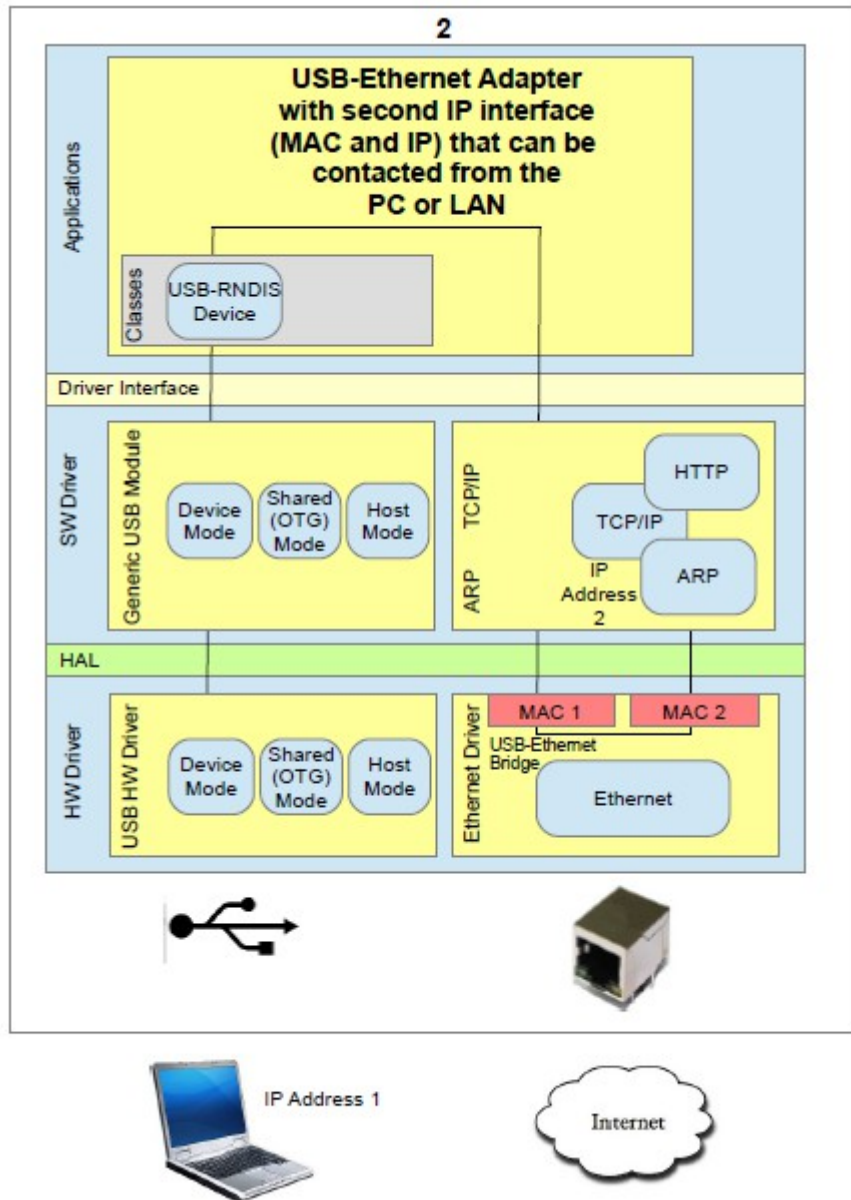 2
Applications
USB-Ethernet Adapter
with second IP interface
(MAC and IP) that can be
contacted from the
PC or LAN
Classes
USB-RNDIS
Device
Driver Interface
SW Driver
Generic USB Module
Device
Mode
Shared
(OTG)
Mode
Host
Mode
TCP/IP
ARP
HTTP
TCP/IP
IP
Address
2
ARP
HAL
HW Driver
USB HW Driver
Device
Mode
Shared
(OTG)
Mode
Host
Mode
Ethernet Driver
MAC 1
MAC 2
USB-Ethernet
Bridge
Ethernet
IP Address 1
Internet